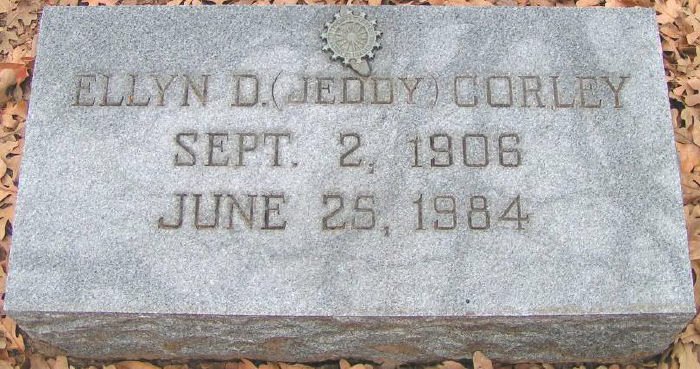 ELLYN D. (JEDDY) CORLEY
SEPT. 2, 1906
JUNE 25, 1984